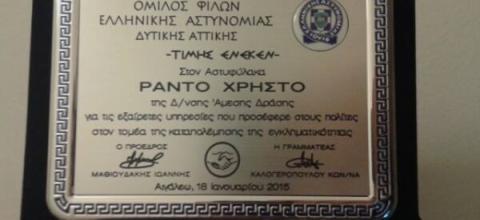 ΟΜΙΛΟΣ ΦΙΛΩΝ
ΕΛΛΗΝΙΚΗΣ ΑΣΤΥΝΟΜΙΑΣ
ΔΥΤΙΚΗΣ ΑΤΤΙΚΗΣ
-ΤΙΜΗΣ ΕΝΕΚΕΝ-
Στον Αστυφύλακα
ΡΑΝΤΟ ΧΡΗΣΤΟ
της Δ/νσης Άμεσης Δράσης
για τις εξαίρετες υπηρεσίες που προσέφερε στους πολίτες
στον τομέα της καταπολέμησης της εγκληματικότητας
Ο ΠΡΟΕΔΡΟΣ Η ΓΡΑΜΜΑΤΕΑΣ
ΜΑΘΙΟΥΔΑΚΗΣ ΙΩΑΝΝΗΣ ΚΑΛΟΓΕΡΟΠΟΥΛΟΥ ΚΩΝ/ΝΑ
Αιγάλεω, 18 Ιανουαρίου 2015